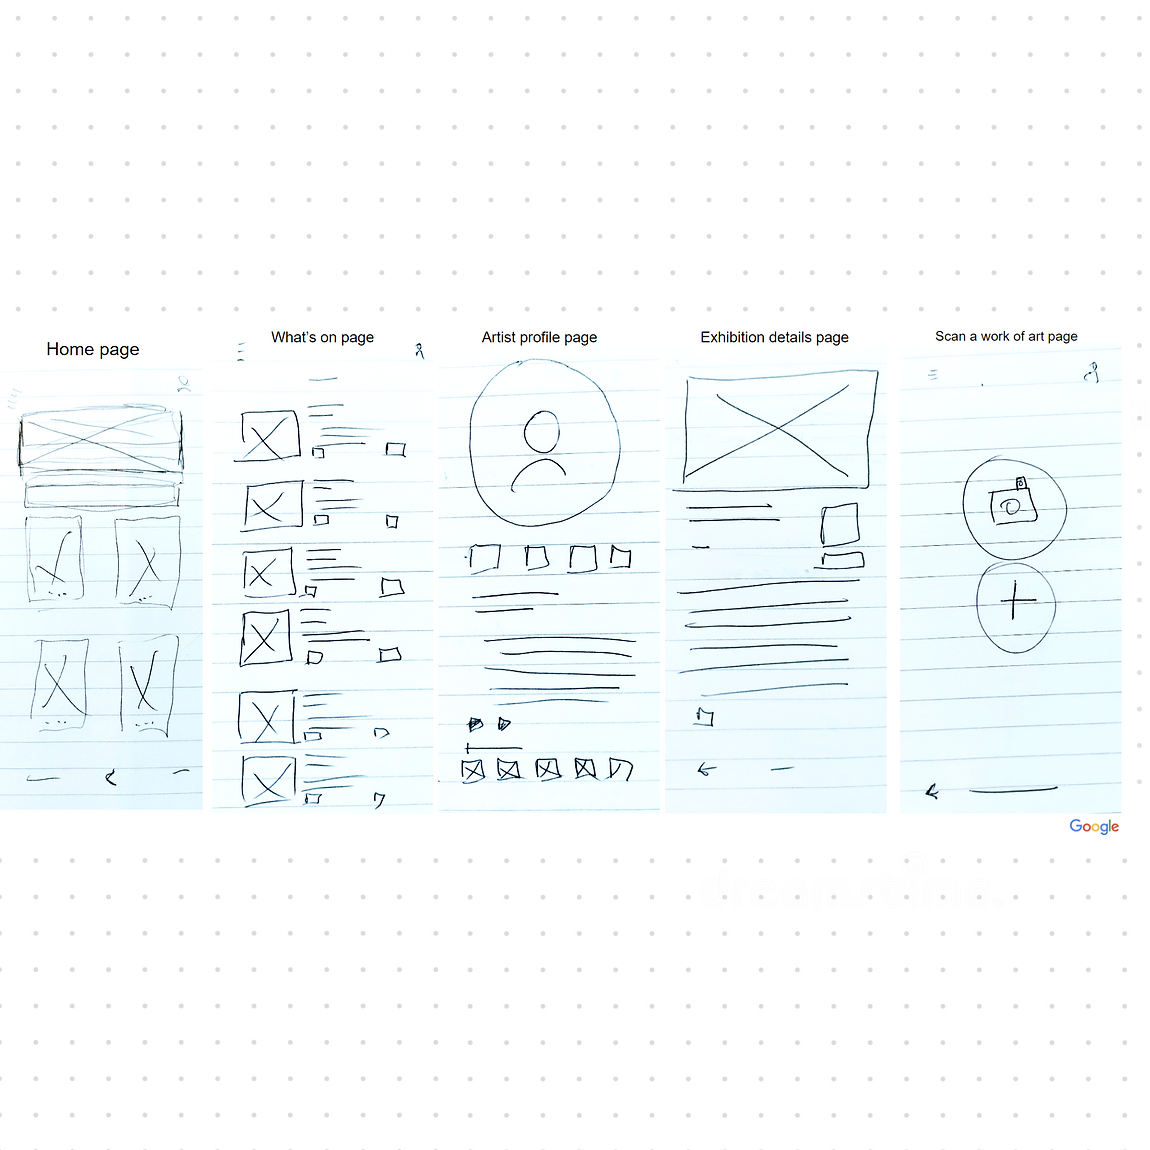 Home page
What's on page
Artist profile page
Exhibition details page
Scan a work of art page
Google